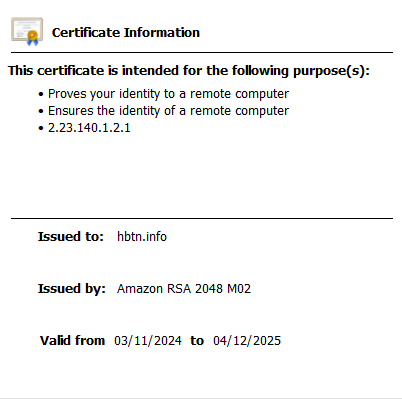 Certificate Information
This certificate is intended for the following purpose(s):
• Proves your identity to a remote computer
• Ensures the identity of a remote computer
• 2.23.140.1.2.1
Issued to: hbtn.info
Issued by: Amazon RSA 2048 M02
Valid from 03/11/2024 to 04/12/2025